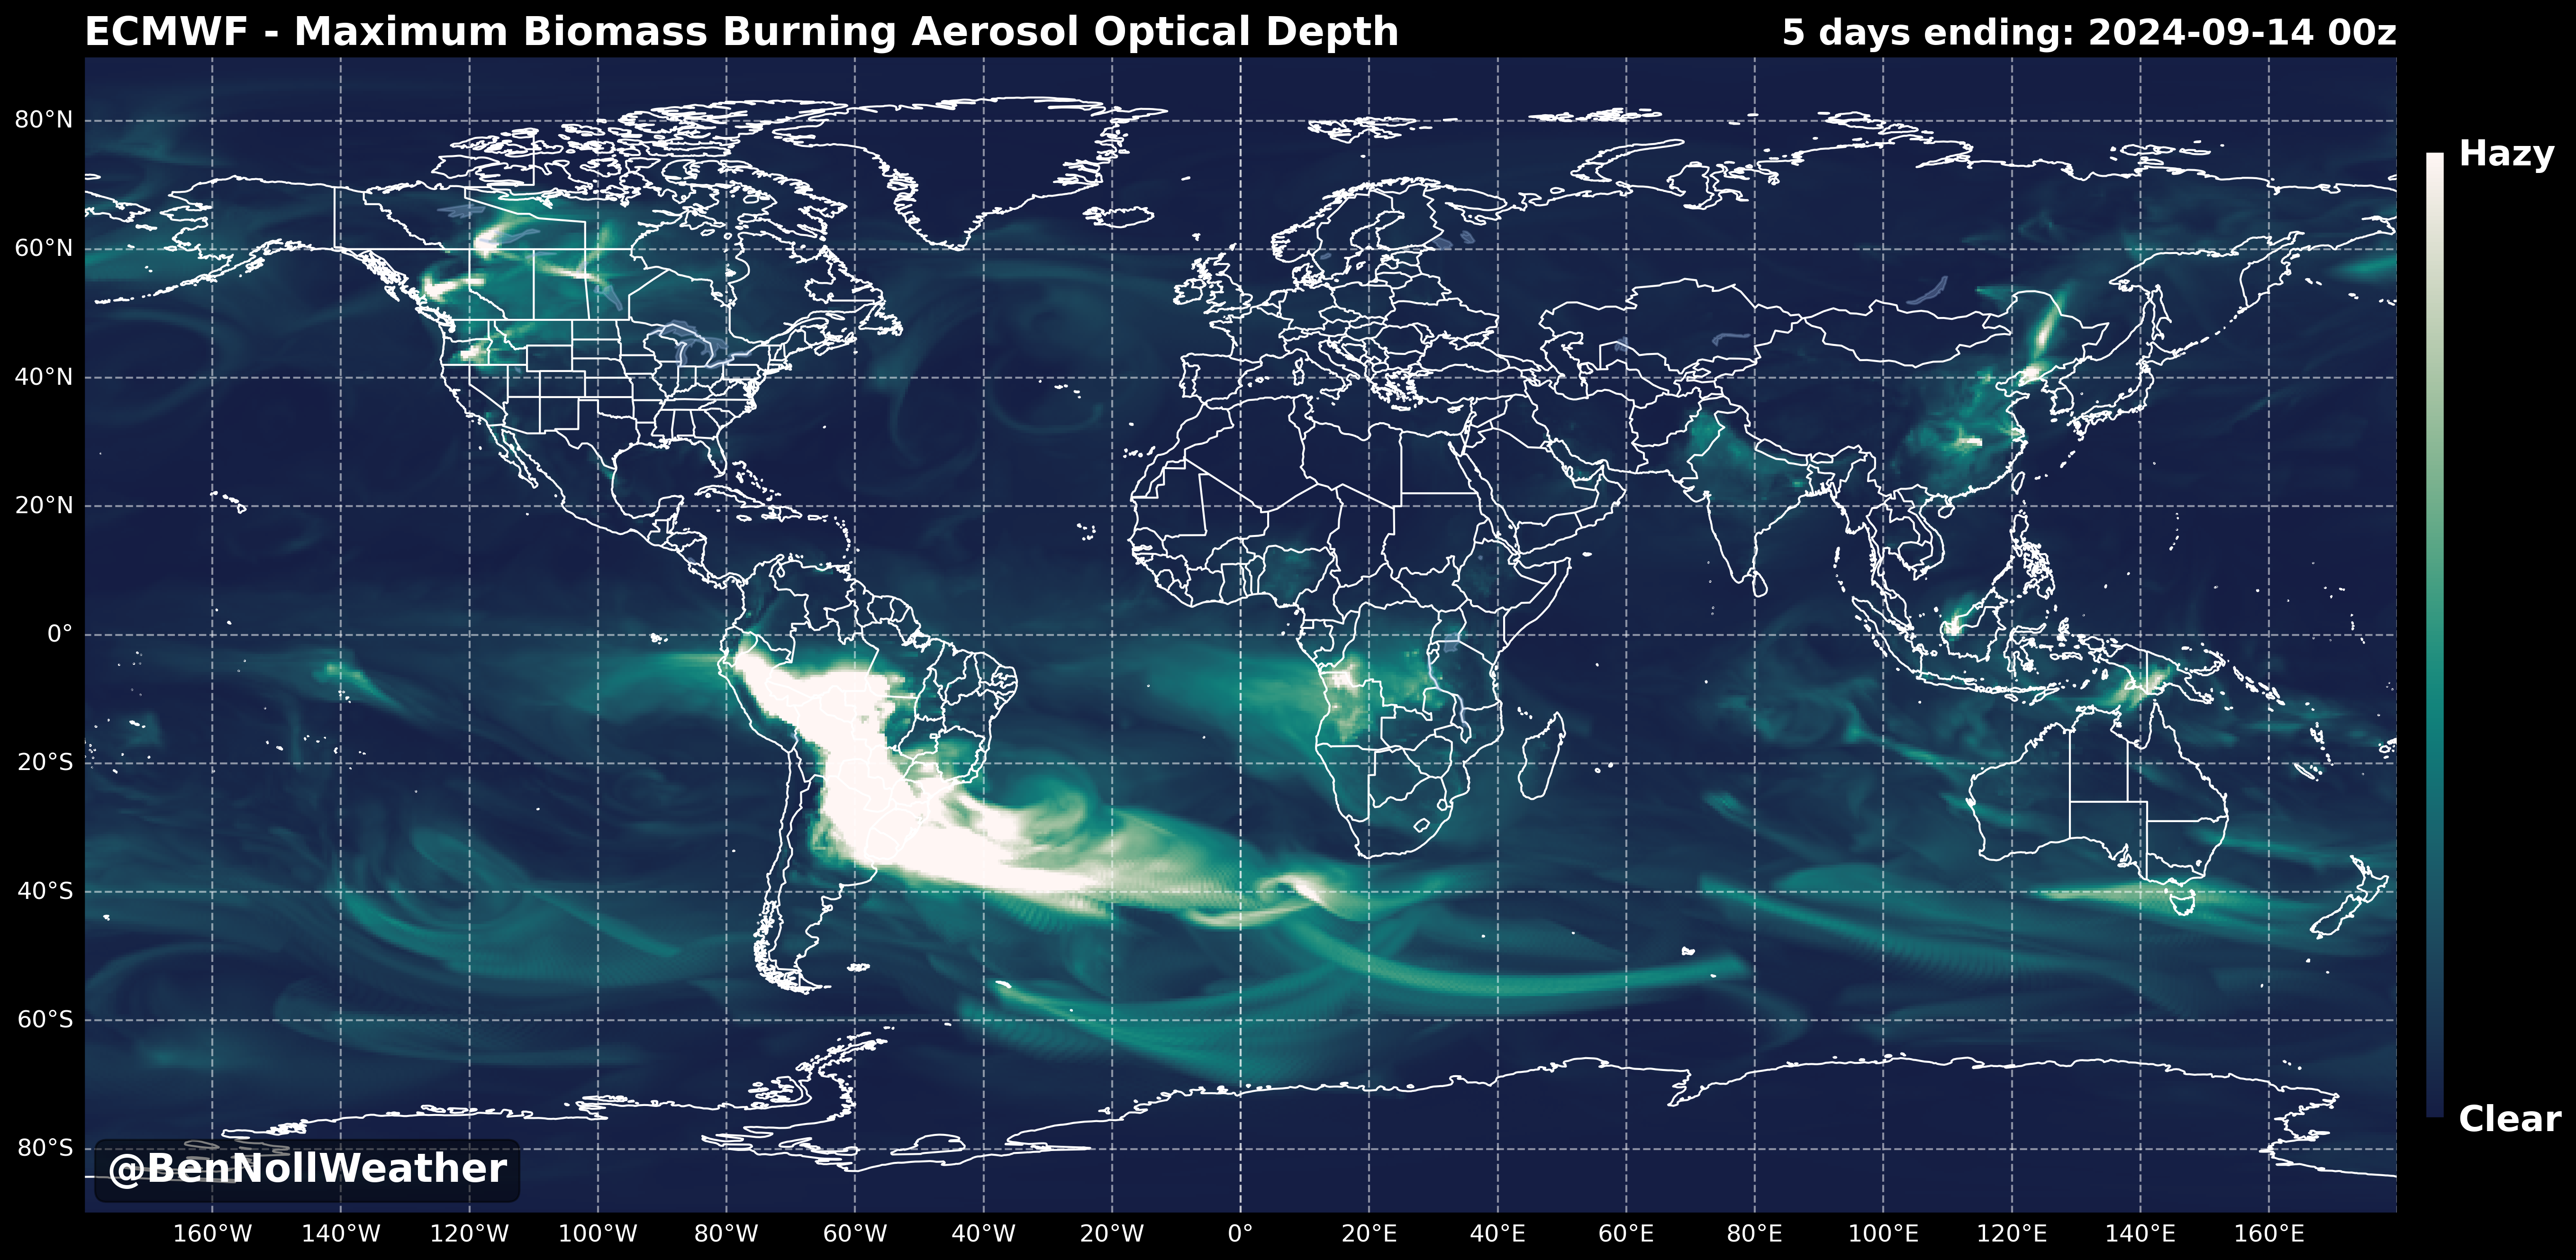 ECMWF - Maximum Biomass Burning Aerosol Optical Depth
5 days ending: 2024-09-14 00z
80°N
60°N
40°N
20°N
0°
20°S
40°S
60°S
80°S
Hazy
Clear
@BenNollWeather
160°W 140°W 120°W 100°W 80°W 60°W 40°W 20°W 0° 20°E 40°E 60°E 80°E 100°E 120°E 140°E 160°E